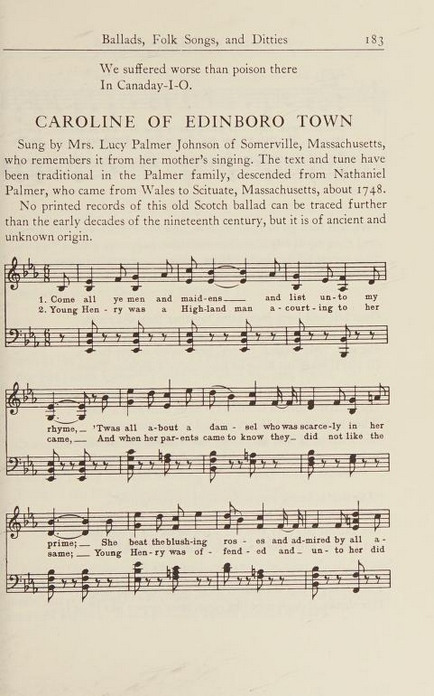 Ballads, Folk Songs, and Ditties 183
We suffered worse than poison there
In Canaday-I-O.
CAROLINE OF EDINBORO TOWN
Sung by Mrs. Lucy Palmer Johnson of Somerville, Massachusetts,
who remembers it from her mother's singing. The text and tune have
been traditional in the Palmer family, descended from Nathaniel
Palmer, who came from Wales to Scituate, Massachusetts, about 1748.
No printed records of this old Scotch ballad can be traced further
than the early decades of the nineteenth century, but it is of ancient and
unknown origin.
1. Come all ye men and maid-ens___ and list un-to my
2. Young Hen-ry was a High-land man a-court-ing to her
rhyme,_ 'Twas all a-bout a dam-sel who was scarce-ly in her
came,_ And when her par-ents came to know they_ did not like the
prime;_ She beat the blush-ing ros-es and ad-mired by all a-
same;_ Young Hen-ry was of-fend-ed and_ un-to her did